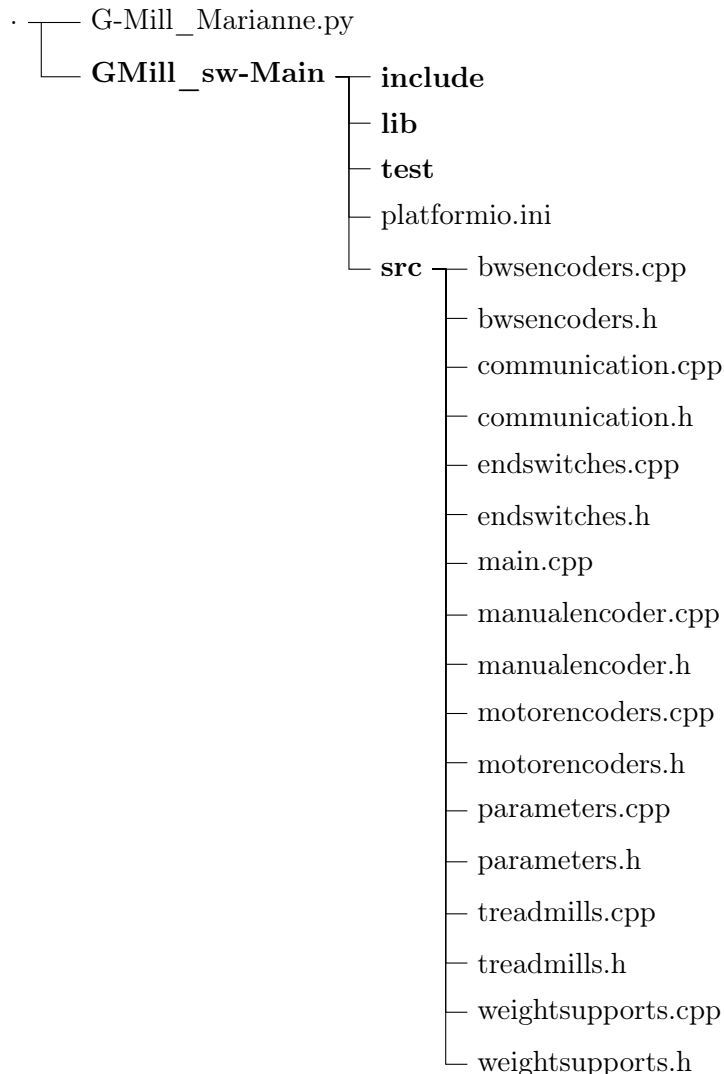 . G-Mill_Marianne.py
GMill_sw-Main include
lib
test
platformio.ini
src bwsencoders.cpp
bwsencoders.h
communication.cpp
communication.h
endswitches.cpp
endswitches.h
main.cpp
manualencoder.cpp
manualencoder.h
motorencoders.cpp
motorencoders.h
parameters.cpp
parameters.h
treadmills.cpp
treadmills.h
weightsupports.cpp
weightsupports.h